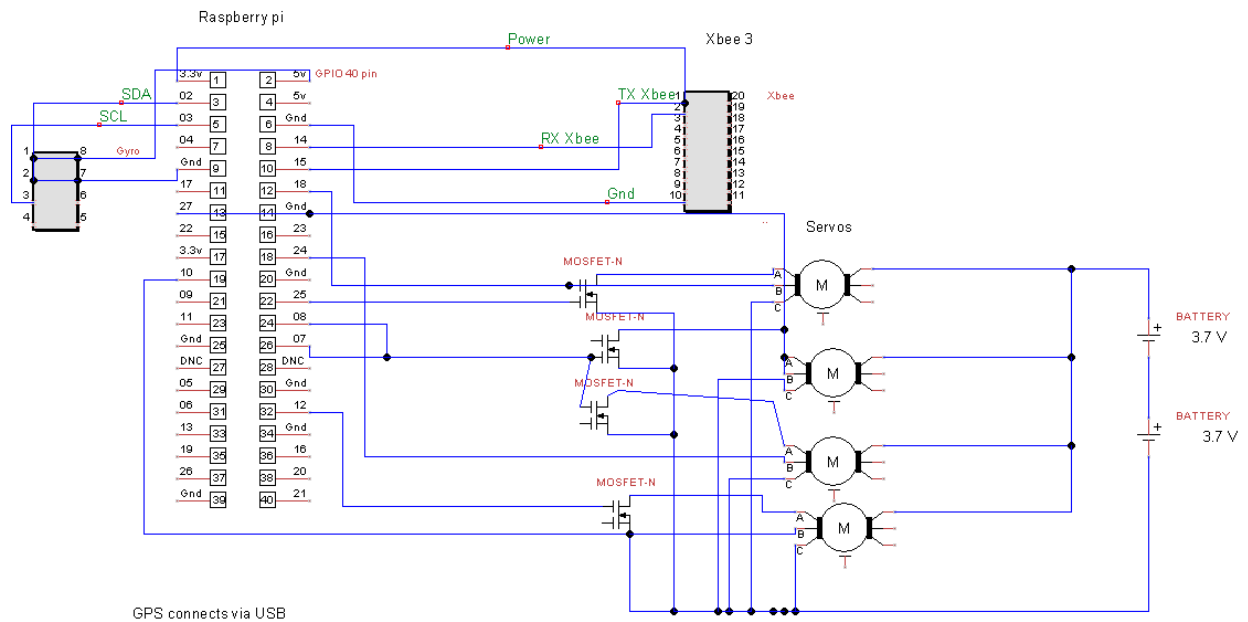 Raspberry pi
Power
Xbee 3
3.3v 1 2 5v GPIO 40 pin
SDA 02 3 4 5v TX Xbee 1 20 Xbee
SCL 03 5 6 Gnd 2 19
3 18
04 7 8 14 RX Xbee 4 17
5 16
1 8 Gyro 6 15
Gnd 9 10 15 7 14
2 7 8 13
17 11 12 18 9 12
3 6 Gnd 10 11
4 5 27 13 14 Gnd
..
22 15 16 23 Servos
3.3v 17 18 24
MOSFET-N
10 19 20 Gnd A
B M
09 21 22 25 C
T
11 23 24 08 MOSFET-N BATTERY
+
3.7 V
Gnd 25 26 07
DNC 27 28 DNC A
B M
MOSFET-N
05 29 30 Gnd C
T
06 31 32 12 BATTERY
+
13 33 34 Gnd 3.7 V
19 35 36 16 A
B M
26 37 38 20 C
MOSFET-N
T
Gnd 39 40 21
A
B M
C
T
GPS connects via USB